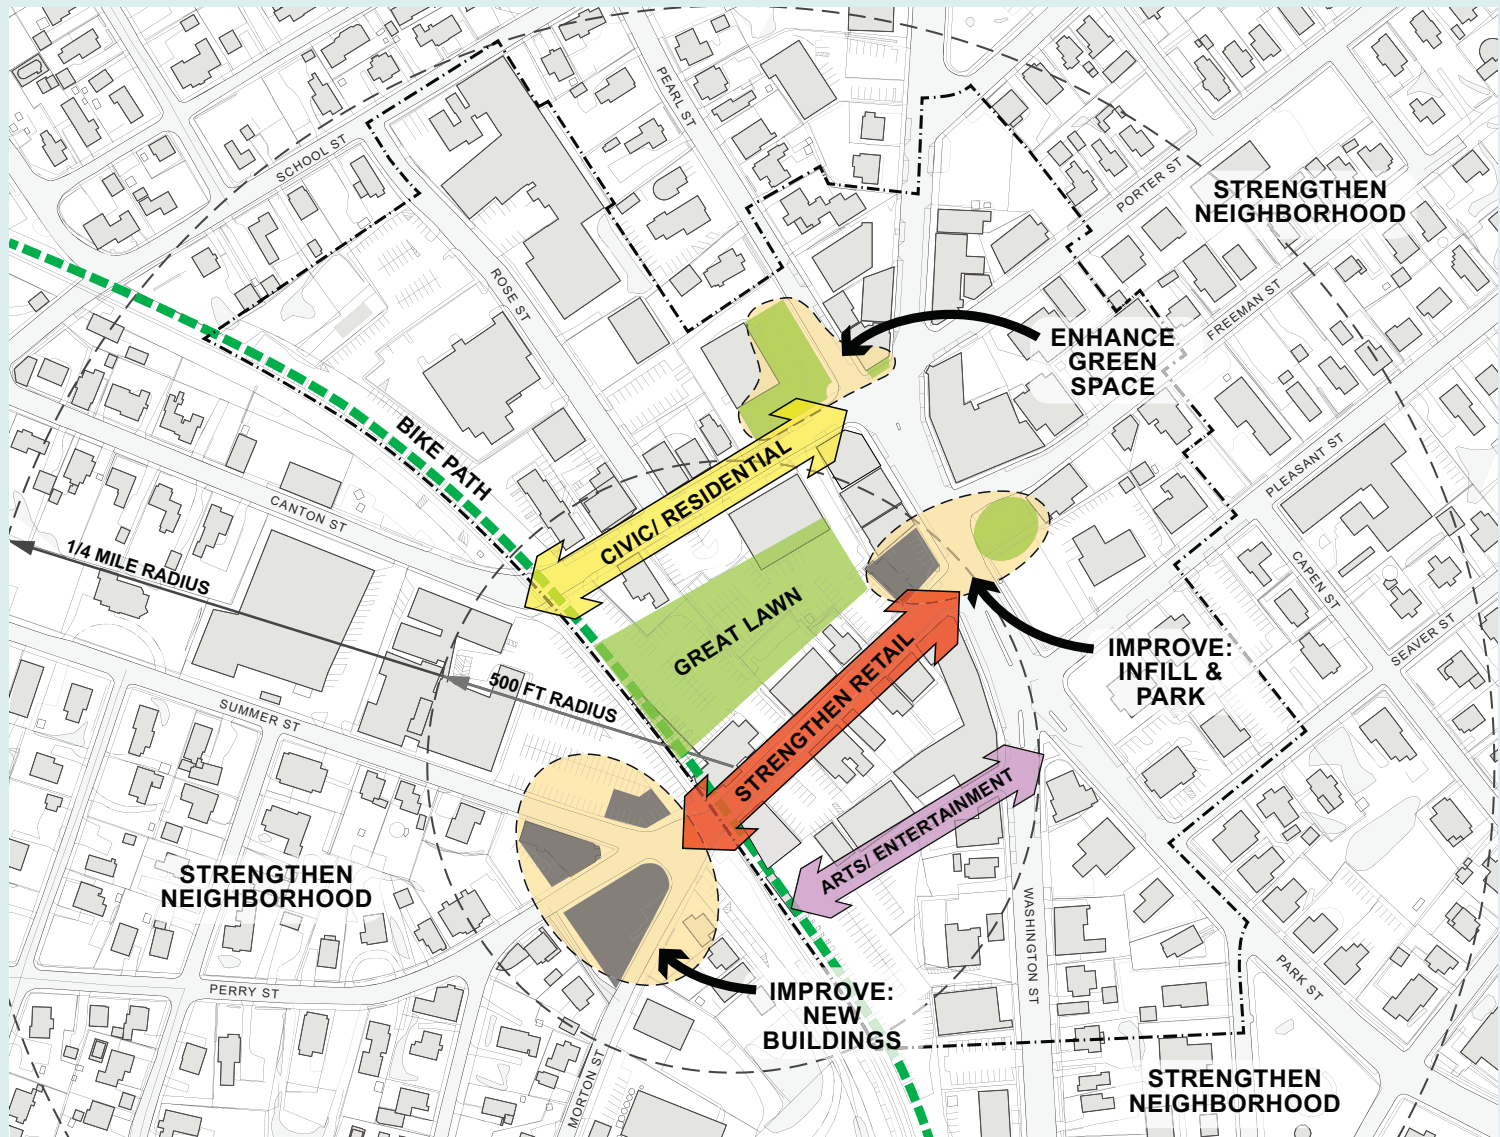 SCHOOL ST
PEARL ST
PORTER ST
STRENGTHEN
NEIGHBORHOOD
ROSE ST
FREEMAN ST
ENHANCE
GREEN
SPACE
BIKE PATH
CIVIC/ RESIDENTIAL
PLEASANT ST
CANTON ST
1/4 MILE RADIUS
CAPEN ST
GREAT LAWN
SEAVER ST
IMPROVE:
INFILL &
PARK
500 FT RADIUS
STRENGTHEN RETAIL
SUMMER ST
ARTS/ ENTERTAINMENT
STRENGTHEN
NEIGHBORHOOD
WASHINGTON ST
PERRY ST
PARK ST
IMPROVE:
NEW
BUILDINGS
MORTON ST
STRENGTHEN
NEIGHBORHOOD